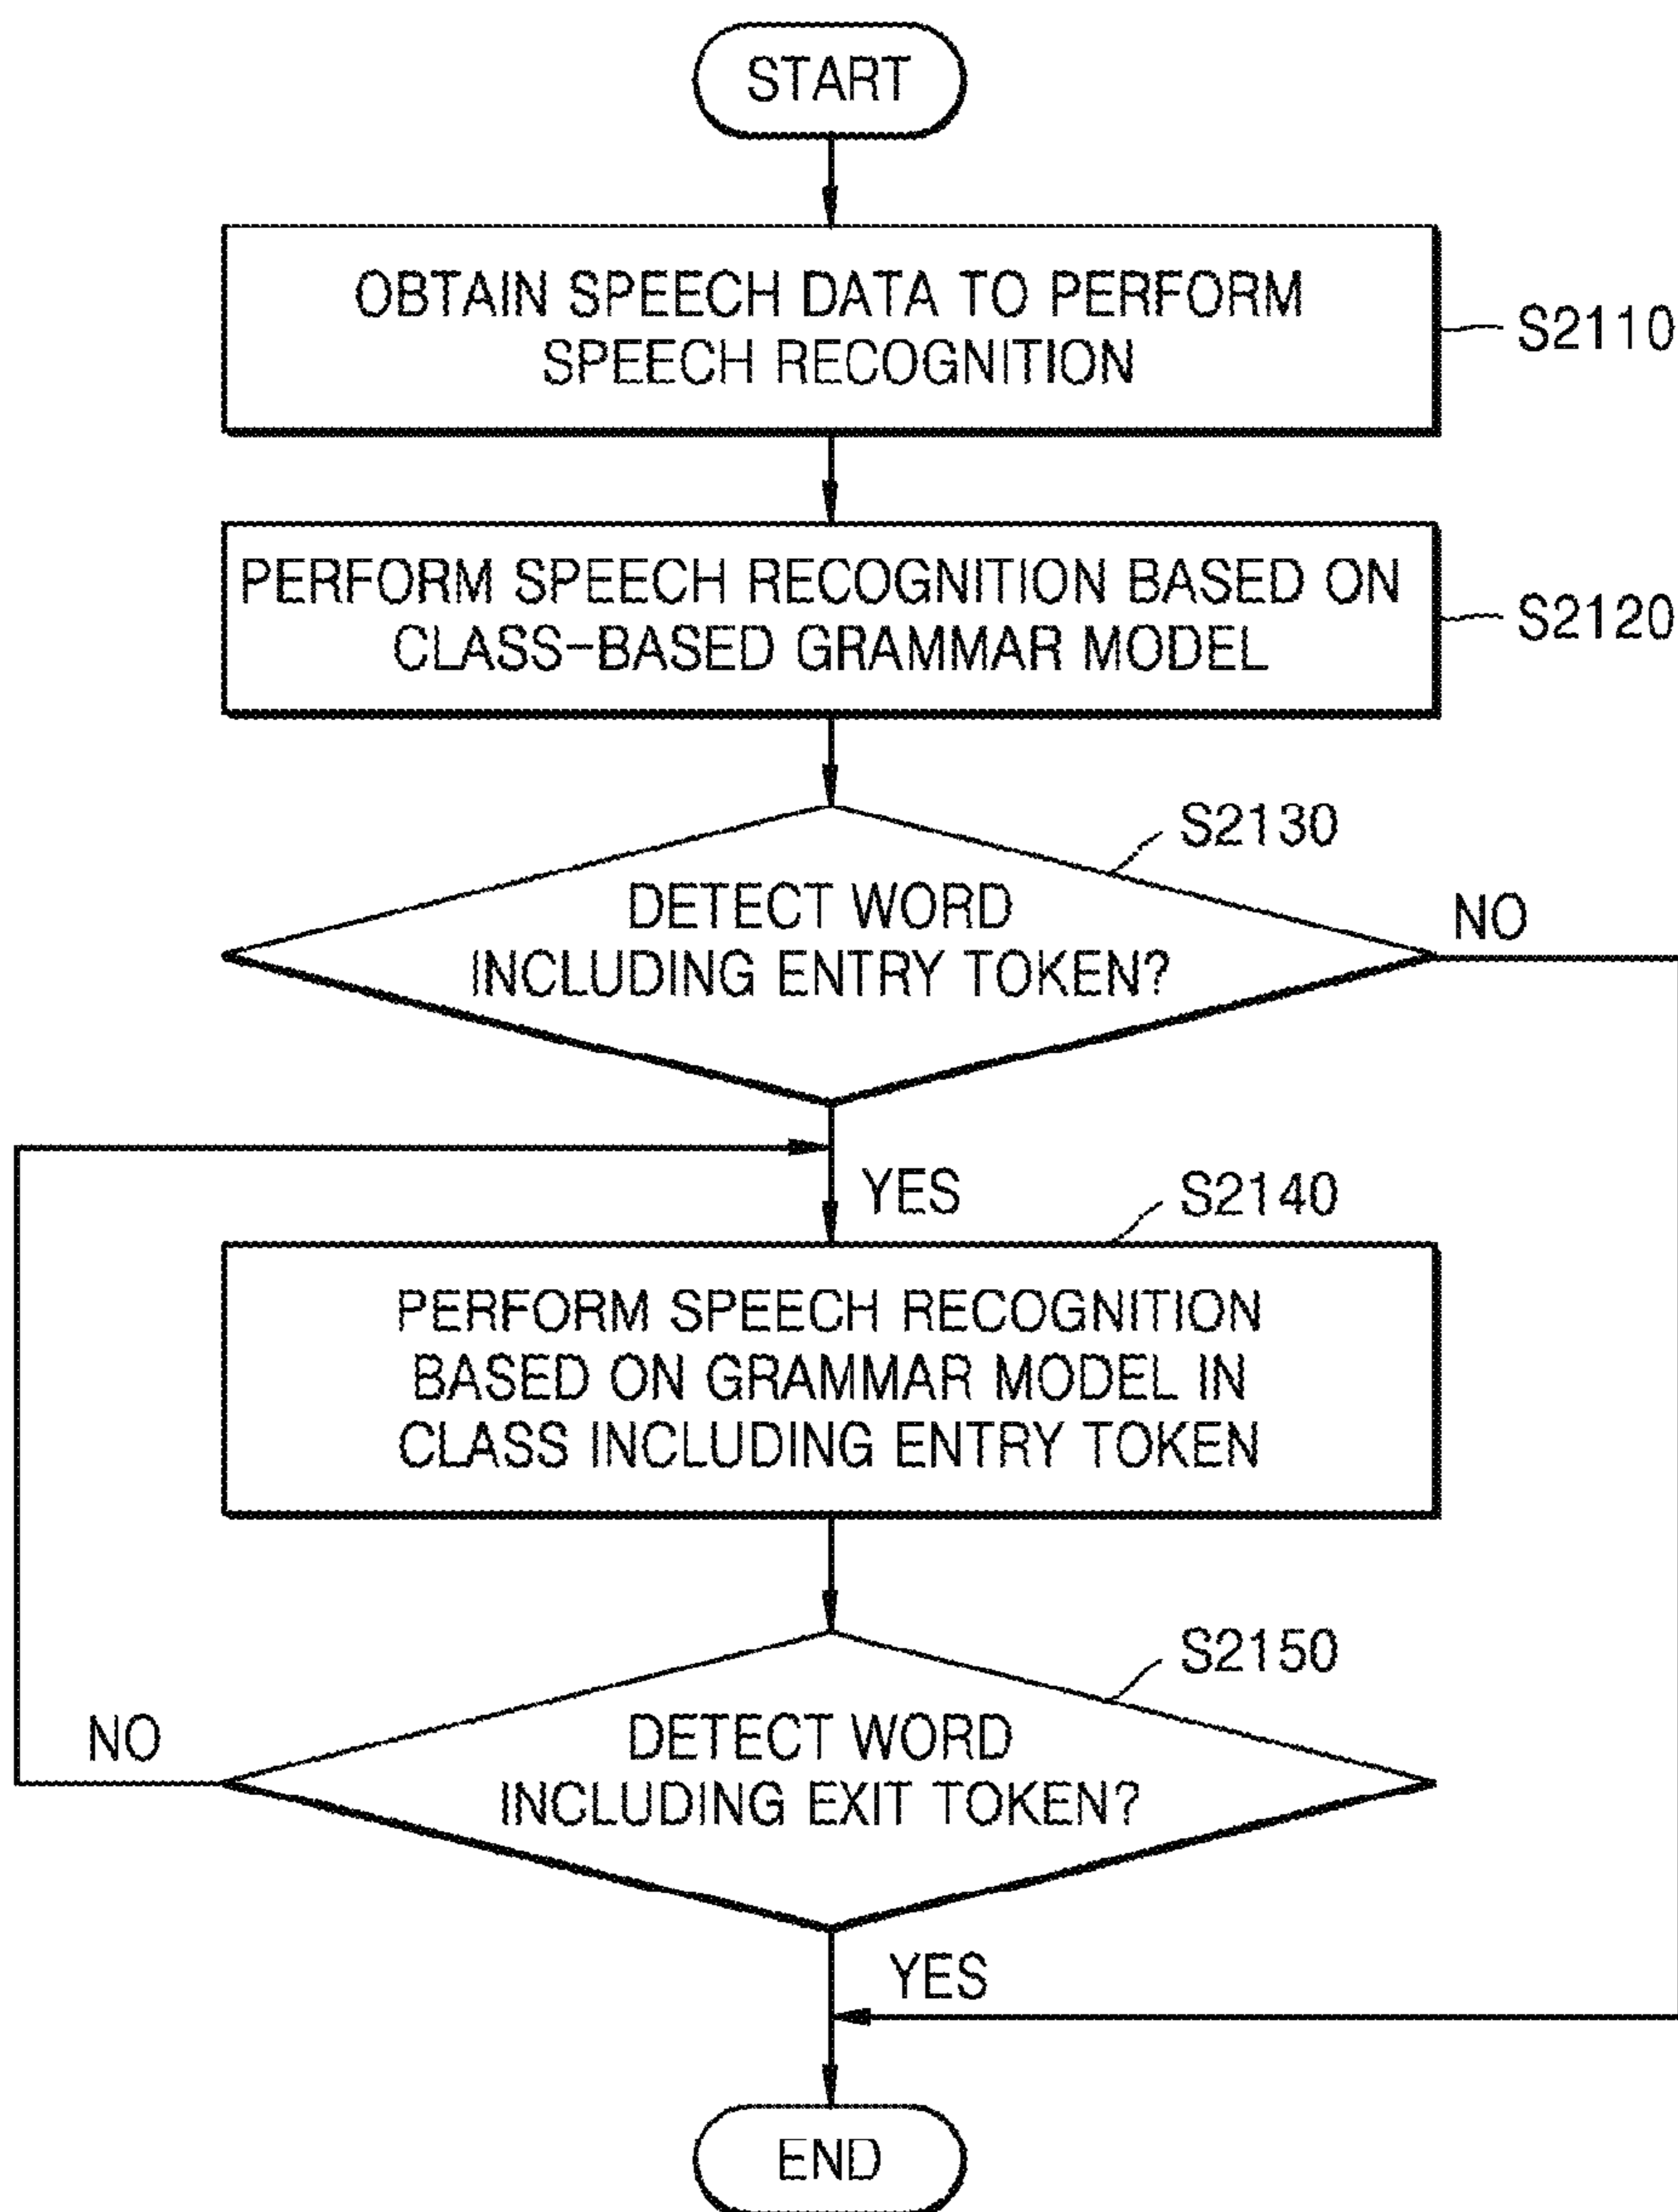 START
OBTAIN SPEECH DATA TO PERFORM
SPEECH RECOGNITION
S2110
PERFORM SPEECH RECOGNITION BASED ON
CLASS-BASED GRAMMAR MODEL
S2120
S2130
DETECT WORD
INCLUDING ENTRY TOKEN?
NO
YES
S2140
PERFORM SPEECH RECOGNITION
BASED ON GRAMMAR MODEL IN
CLASS INCLUDING ENTRY TOKEN
S2150
DETECT WORD
INCLUDING EXIT TOKEN?
NO
YES
END